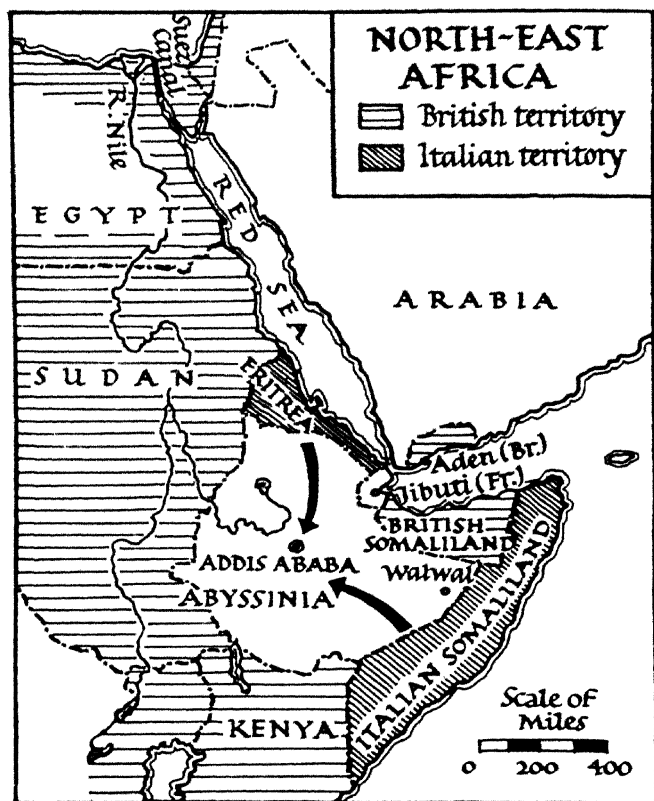 NORTH-EAST
AFRICA
British territory
Italian territory
Suez
Canal
R. Nile
EGYPT
RED
SEA
ARABIA
SUDAN
ERITREA
Aden (Br.)
Jibuti (Fr.)
BRITISH
SOMALILAND
ADDIS ABABA
Walwal
ABYSSINIA
ITALIAN SOMALILAND
KENYA
Scale of
Miles
0 200 400